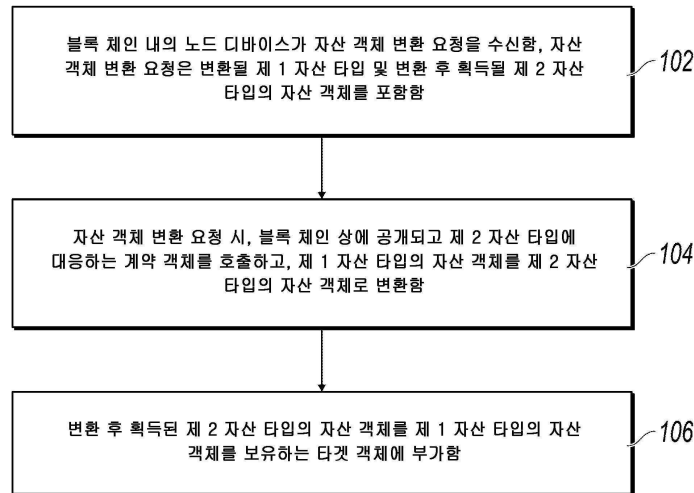 블록 체인 내의 노드 디바이스가 자산 객체 변환 요청을 수신함, 자산
객체 변환 요청은 변환될 제 1 자산 타입 및 변환 후 획득될 제 2 자산
타입의 자산 객체를 포함함
102
자산 객체 변환 요청 시, 블록 체인 상에 공개되고 제 2 자산 타입에
대응하는 계약 객체를 호출하고, 제 1 자산 타입의 자산 객체를 제 2 자산
타입의 자산 객체로 변환함
104
변환 후 획득된 제 2 자산 타입의 자산 객체를 제 1 자산 타입의 자산
객체를 보유하는 타겟 객체에 부가함
106